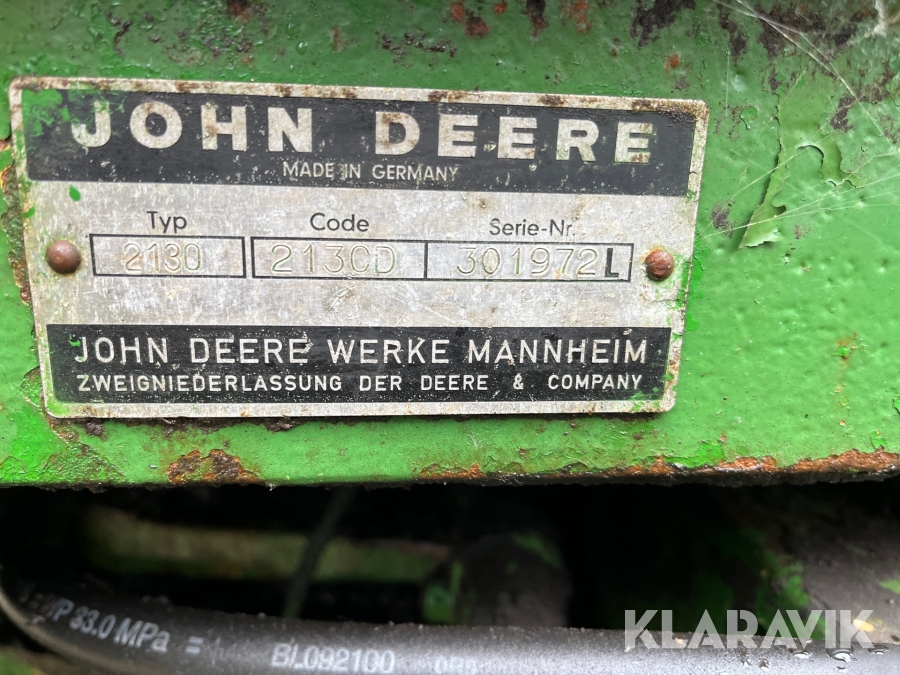 JOHN DEERE
MADE IN GERMANY
Typ Code Serie-Nr.
2130 2130D 301972L
JOHN DEERE WERKE MANNHEIM
ZWEIGNIEDERLASSUNG DER DEERE & COMPANY
33.0 MPa = BL092100
KLARAVIK